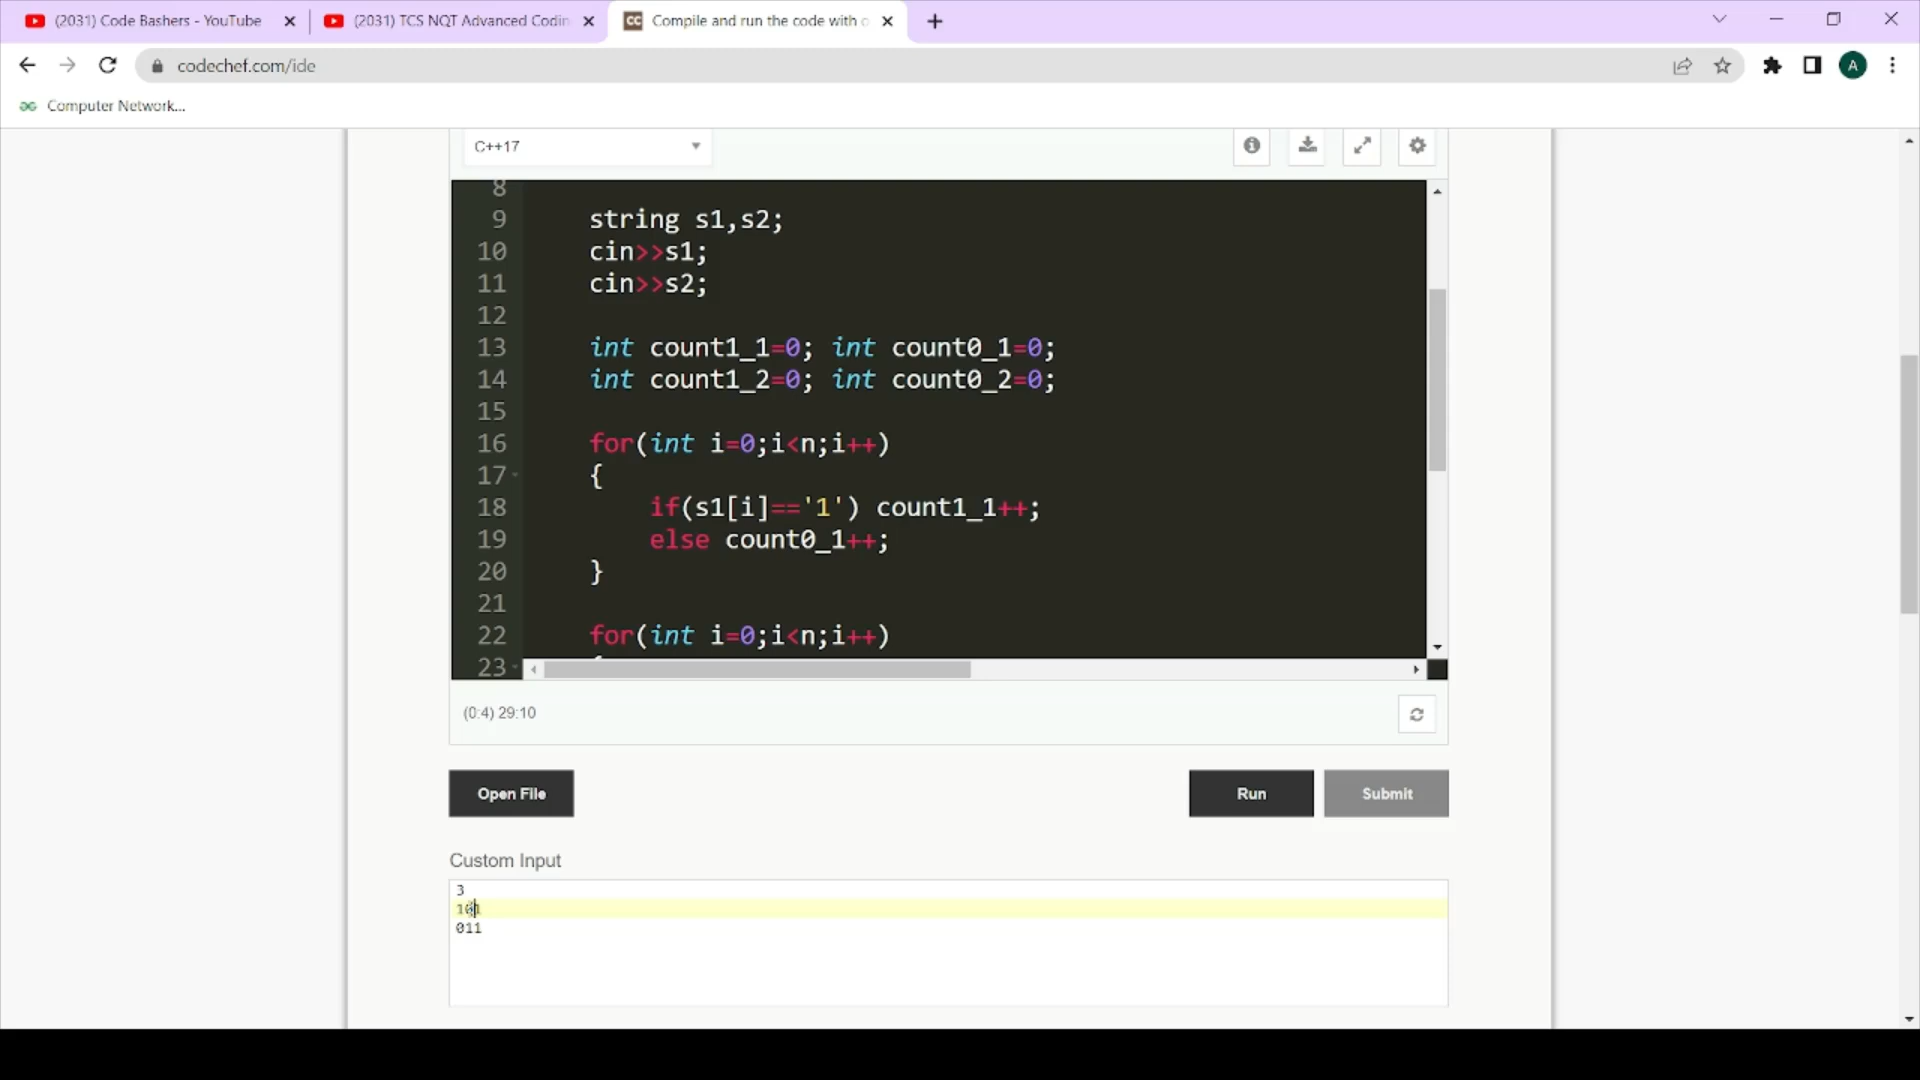 (2031) Code Bashers - YouTube
(2031) TCS NQT Advanced Codin
CC Compile and run the code with o
codechef.com/ide
A
Computer Network...
C++17
8
9 string s1,s2;
10 cin>>s1;
11 cin>>s2;
12
13 int count1_1=0; int count0_1=0;
14 int count1_2=0; int count0_2=0;
15
16 for(int i=0;i<n;i++)
17 {
18 if(s1[i]=='1') count1_1++;
19 else count0_1++;
20 }
21
22 for(int i=0;i<n;i++)
23
(0:4) 29:10
Open File
Run
Submit
Custom Input
3
101
011